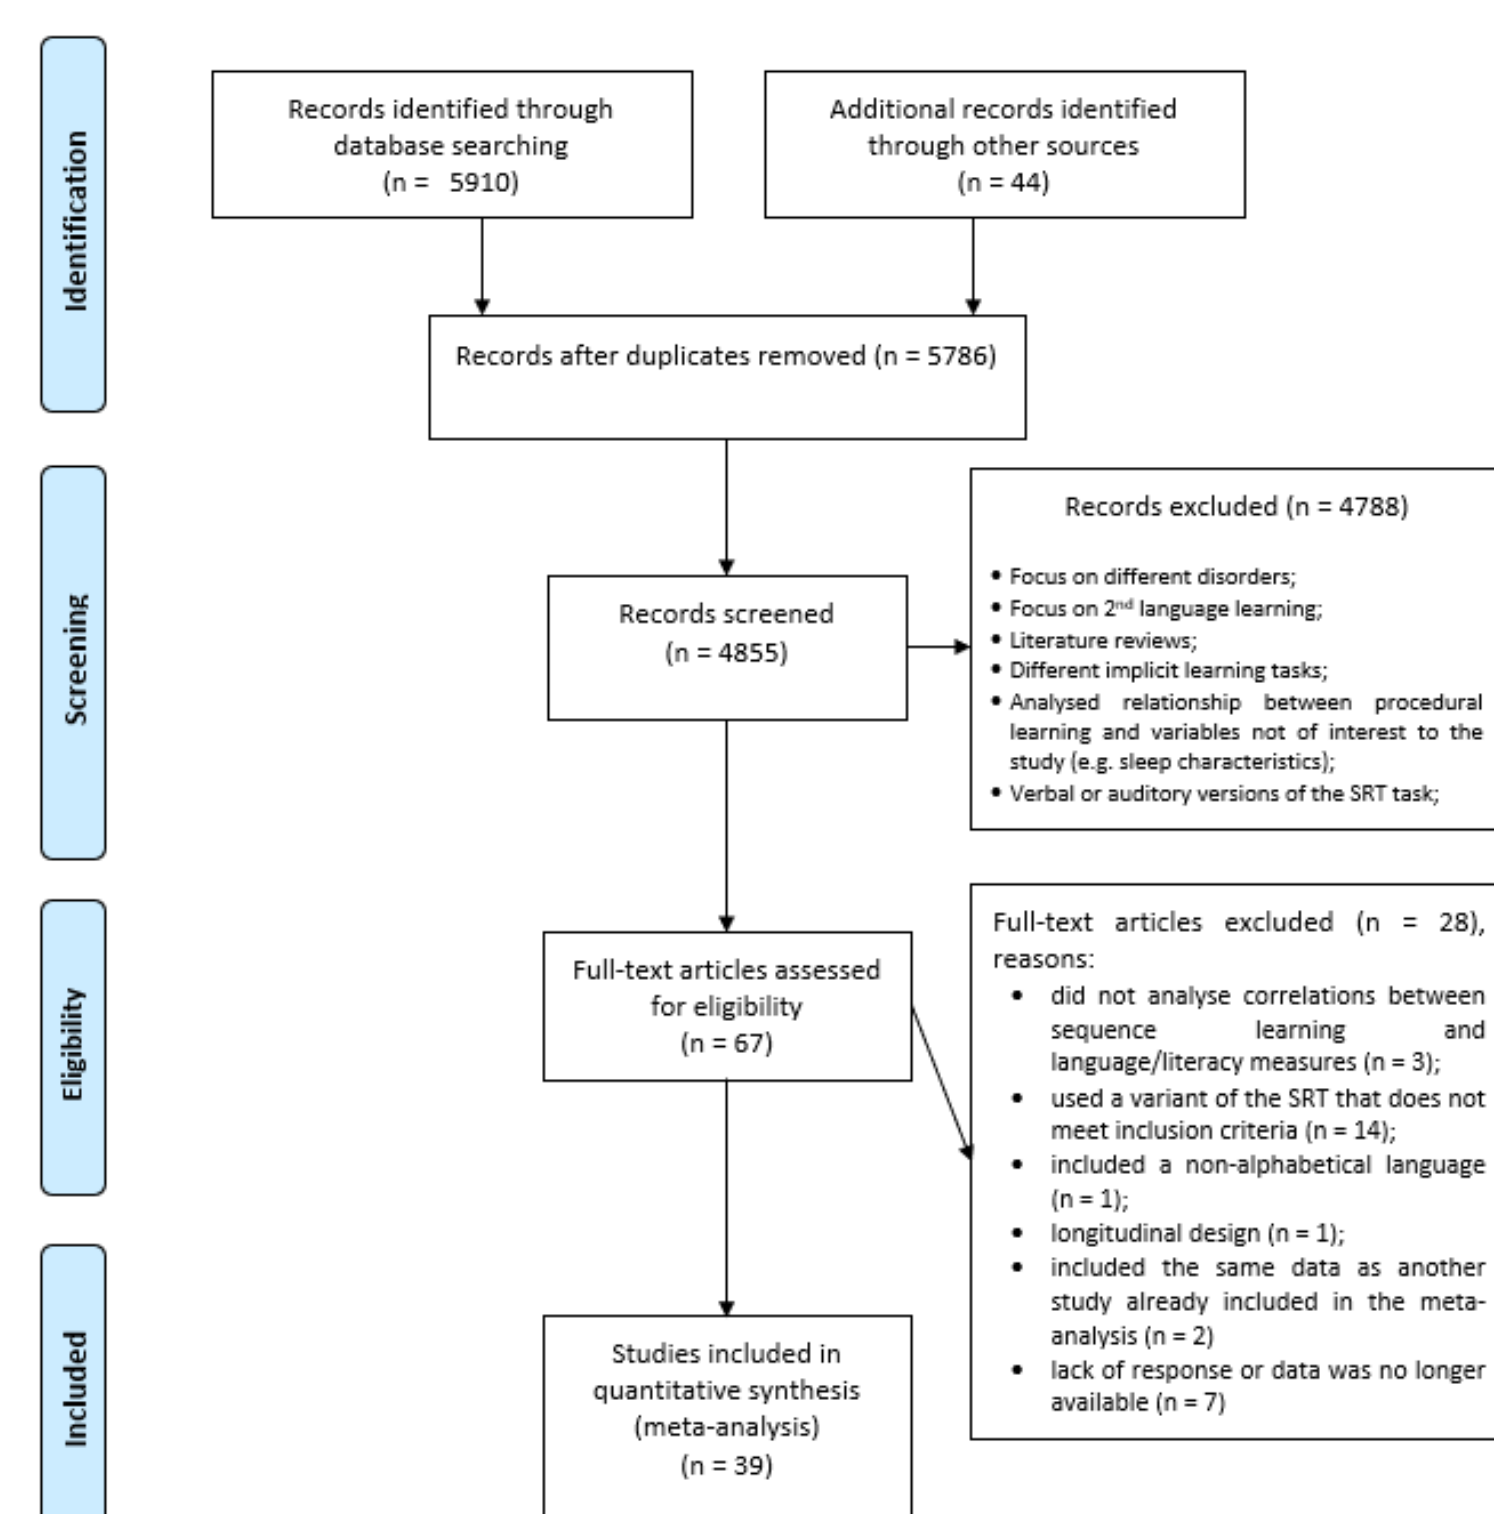 Identification
Records identified through
database searching
(n =   5910)
Additional records identified
through other sources
(n = 44)
Records after duplicates removed (n = 5786)
Screening
Records screened
(n = 4855)
Records excluded (n = 4788)
• Focus on different disorders;
• Focus on 2nd language learning;
• Literature reviews;
• Different implicit learning tasks;
• Analysed relationship between procedural
learning and variables not of interest to the
study (e.g. sleep characteristics);
• Verbal or auditory versions of the SRT task;
Eligibility
Full-text articles assessed
for eligibility
(n = 67)
Full-text articles excluded (n = 28),
reasons:
• did not analyse correlations between
sequence learning and
language/literacy measures (n = 3);
• used a variant of the SRT that does not
meet inclusion criteria (n = 14);
• included a non-alphabetical language
(n = 1);
• longitudinal design (n = 1);
• included the same data as another
study already included in the meta-
analysis (n = 2)
• lack of response or data was no longer
available (n = 7)
Included
Studies included in
quantitative synthesis
(meta-analysis)
(n = 39)